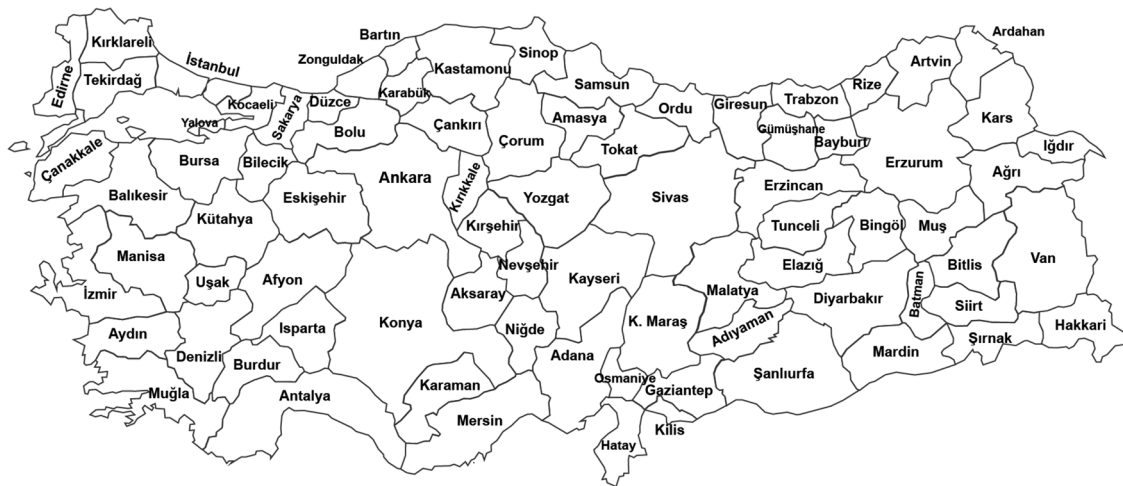 Kırklareli
Edirne
Tekirdağ
İstanbul
Kocaeli
Yalova
Sakarya
Düzce
Zonguldak
Bartın
Karabük
Kastamonu
Sinop
Samsun
Ordu
Giresun
Trabzon
Rize
Artvin
Ardahan
Kars
Iğdır
Ağrı
Erzurum
Bayburt
Gümüşhane
Tokat
Amasya
Çorum
Çankırı
Bolu
Bilecik
Bursa
Çanakkale
Balıkesir
Kütahya
Eskişehir
Ankara
Kırıkkale
Yozgat
Sivas
Erzincan
Tunceli
Bingöl
Muş
Bitlis
Van
Elazığ
Malatya
Kayseri
Nevşehir
Kırşehir
Aksaray
Konya
Afyon
Uşak
Manisa
İzmir
Aydın
Denizli
Isparta
Burdur
Muğla
Antalya
Karaman
Mersin
Niğde
Adana
K. Maraş
Osmaniye
Gaziantep
Kilis
Hatay
Adıyaman
Şanlıurfa
Diyarbakır
Batman
Mardin
Siirt
Şırnak
Hakkari